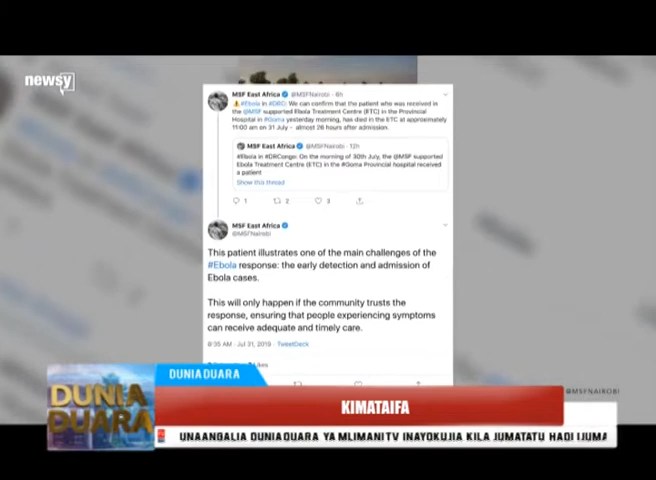 newsy
MSF East Africa @MSFNairobi · 8h
⚠#Ebola in #DRC: We can confirm that the patient who was received in
the @MSF supported Ebola Treatment Centre (ETC) in the Provincial
Hospital in #Goma yesterday morning, has died in the ETC at approximately
11:00 am on 31 July - almost 26 hours after admission.
MSF East Africa @MSFNairobi · 12h
#Ebola in #DRCongo: On the morning of 30th July, the @MSF supported
Ebola Treatment Centre (ETC) in the #Goma Provincial hospital received
a patient
Show this thread
1 2 3
MSF East Africa
@MSFNairobi
This patient illustrates one of the main challenges of the
#Ebola response: the early detection and admission of
Ebola cases.
This will only happen if the community trusts the
response, ensuring that people experiencing symptoms
can receive adequate and timely care.
8:35 AM · Jul 31, 2019 · TweetDeck
Likes
@MSFNAIROBI
DUNIA DUARA
DUNIA
DUARA
KIMATAIFA
UNAANGALIA DUNIA DUARA YA MLIMANI TV INAYOKUJIA KILA JUMATATU HADI IJUMA